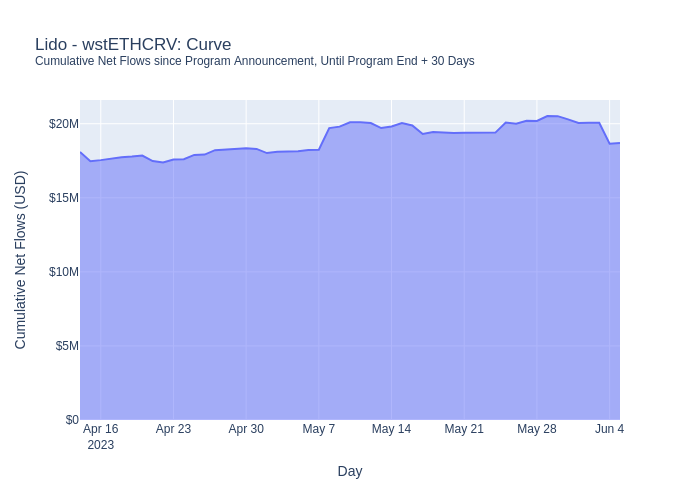 Lido - wstETHCRV: Curve
Cumulative Net Flows since Program Announcement, Until Program End + 30 Days
Cumulative Net Flows (USD)
$20M
$15M
$10M
$5M
$0
Apr 16 Apr 23 Apr 30 May 7 May 14 May 21 May 28 Jun 4
2023
Day